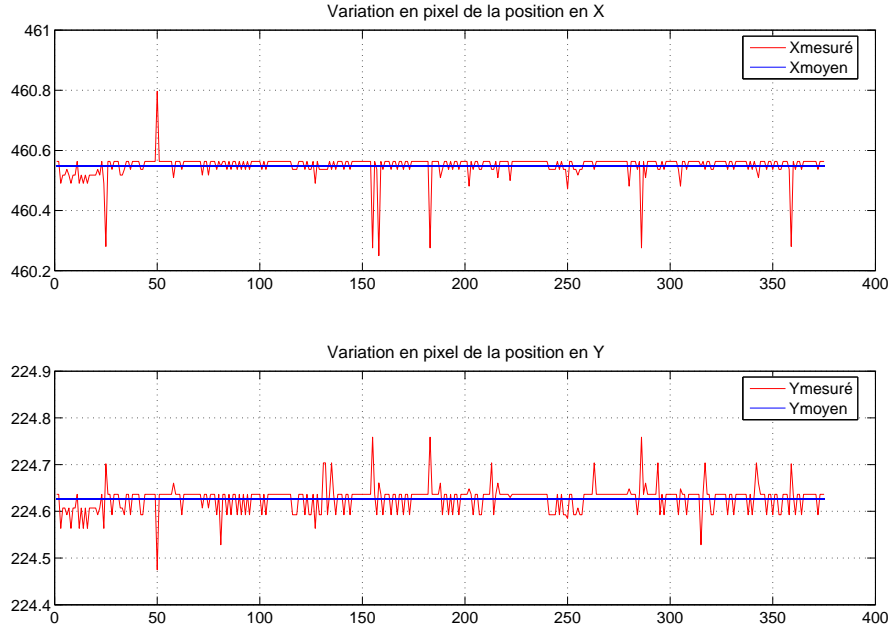 Variation en pixel de la position en X
461
460.8
460.6
460.4
460.2
0 50 100 150 200 250 300 350 400
Xmesuré
Xmoyen
Variation en pixel de la position en Y
224.9
224.8
224.7
224.6
224.5
224.4
0 50 100 150 200 250 300 350 400
Ymesuré
Ymoyen